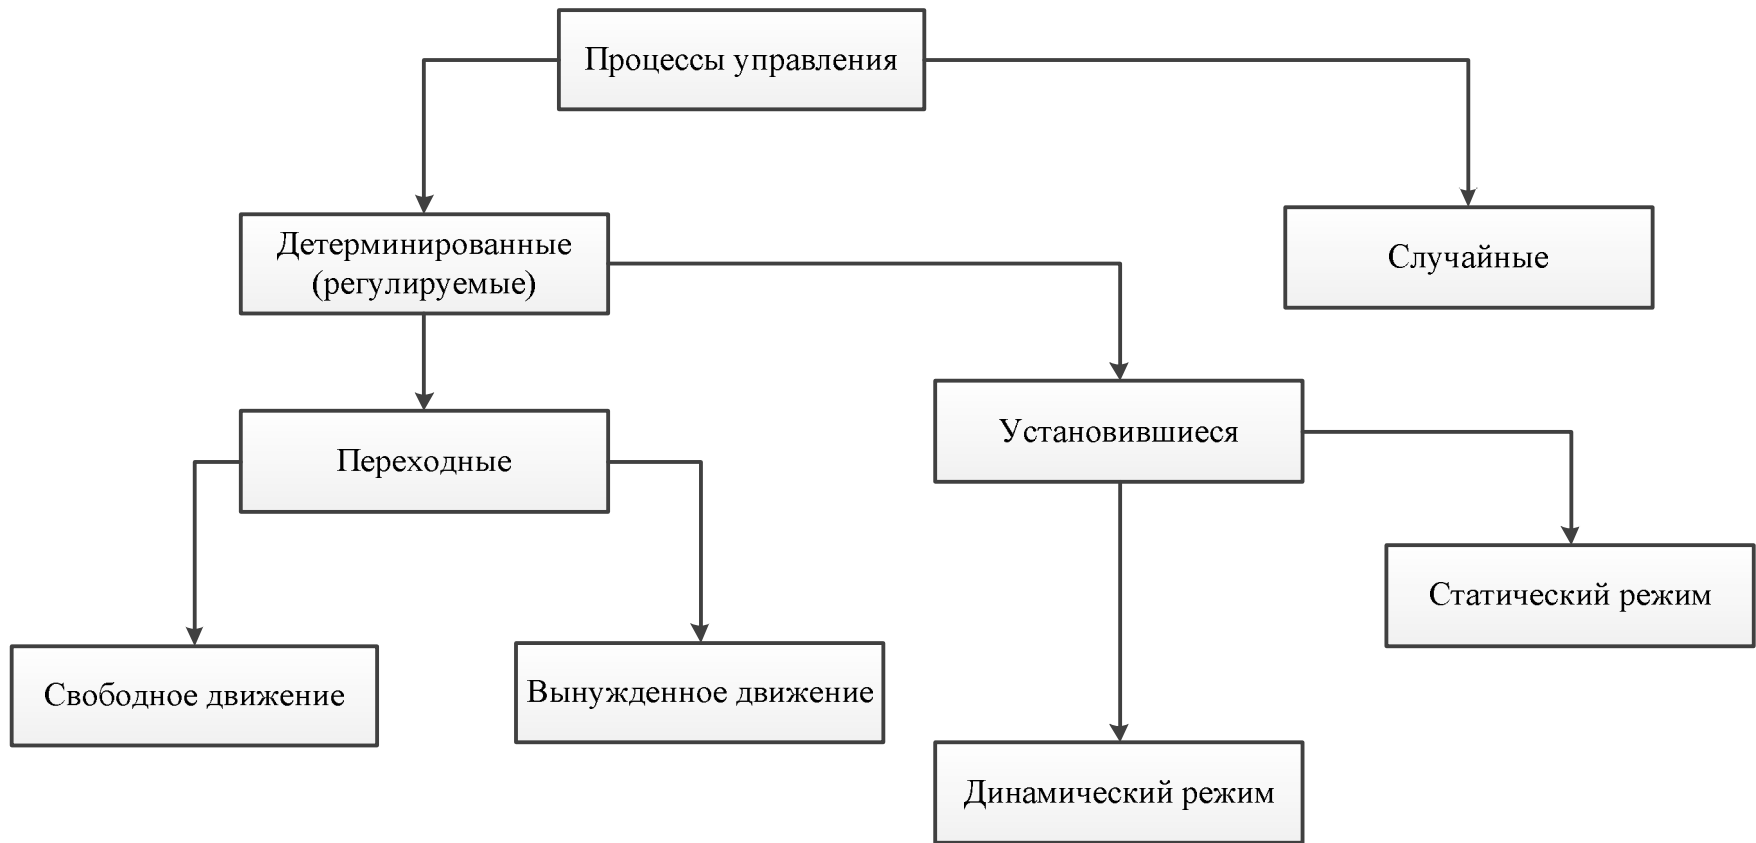 Процессы управления
Детерминированные
(регулируемые)
Случайные
Переходные
Установившиеся
Статический режим
Свободное движение
Вынужденное движение
Динамический режим